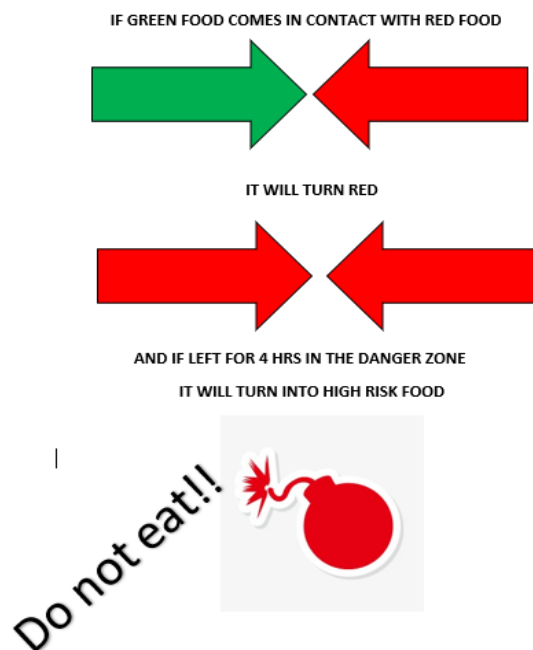 IF GREEN FOOD COMES IN CONTACT WITH RED FOOD
IT WILL TURN RED
AND IF LEFT FOR 4 HRS IN THE DANGER ZONE
IT WILL TURN INTO HIGH RISK FOOD
Do not eat!!